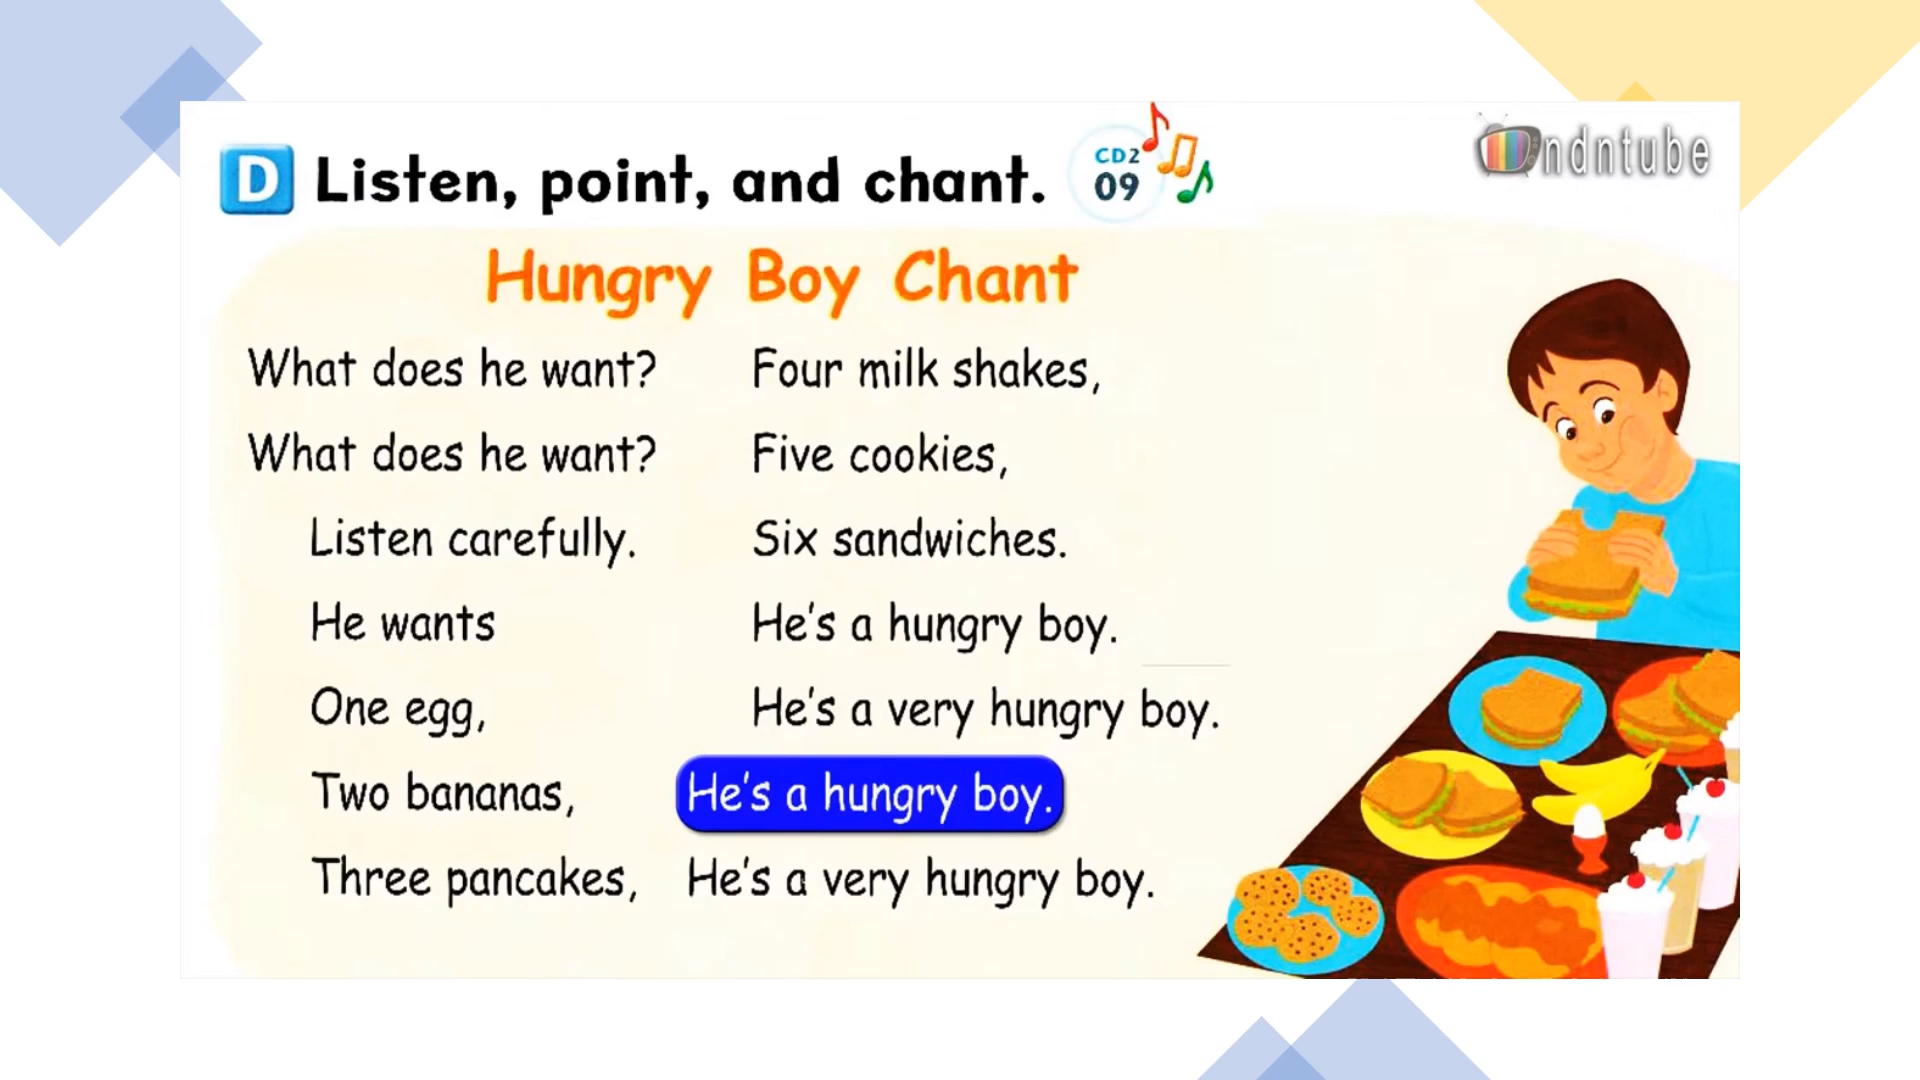 D Listen, point, and chant.
CD2
09
ndntube
Hungry Boy Chant
What does he want?
What does he want?
Listen carefully.
He wants
One egg,
Two bananas,
Three pancakes,
Four milk shakes,
Five cookies,
Six sandwiches.
He's a hungry boy.
He's a very hungry boy.
He's a hungry boy.
He's a very hungry boy.